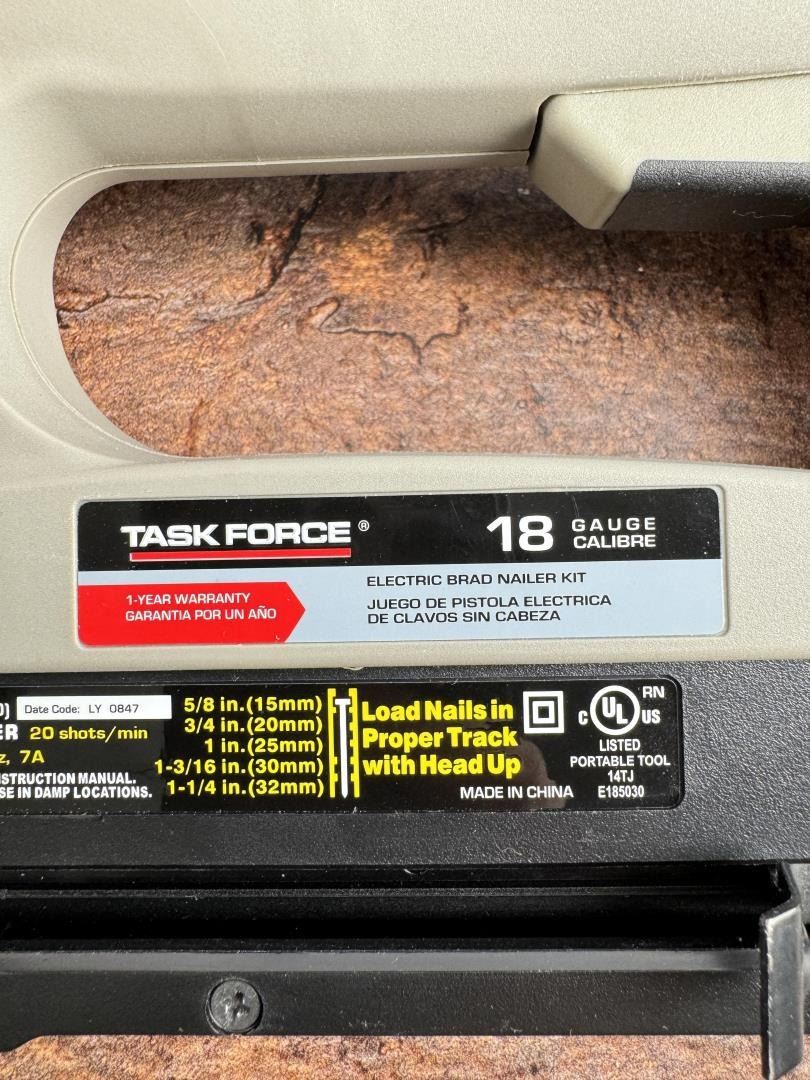 TASK FORCE®
18 GAUGE CALIBRE
ELECTRIC BRAD NAILER KIT
1-YEAR WARRANTY
GARANTIA POR UN AÑO
JUEGO DE PISTOLA ELECTRICA
DE CLAVOS SIN CABEZA
Date Code: LY 0847
20 shots/min
7A
INSTRUCTION MANUAL.
IN DAMP LOCATIONS.
5/8 in.(15mm)
3/4 in.(20mm)
1 in.(25mm)
1-3/16 in.(30mm)
1-1/4 in.(32mm)
Load Nails in
Proper Track
with Head Up
MADE IN CHINA
C UL US
RN
LISTED
PORTABLE TOOL
14TJ
E185030